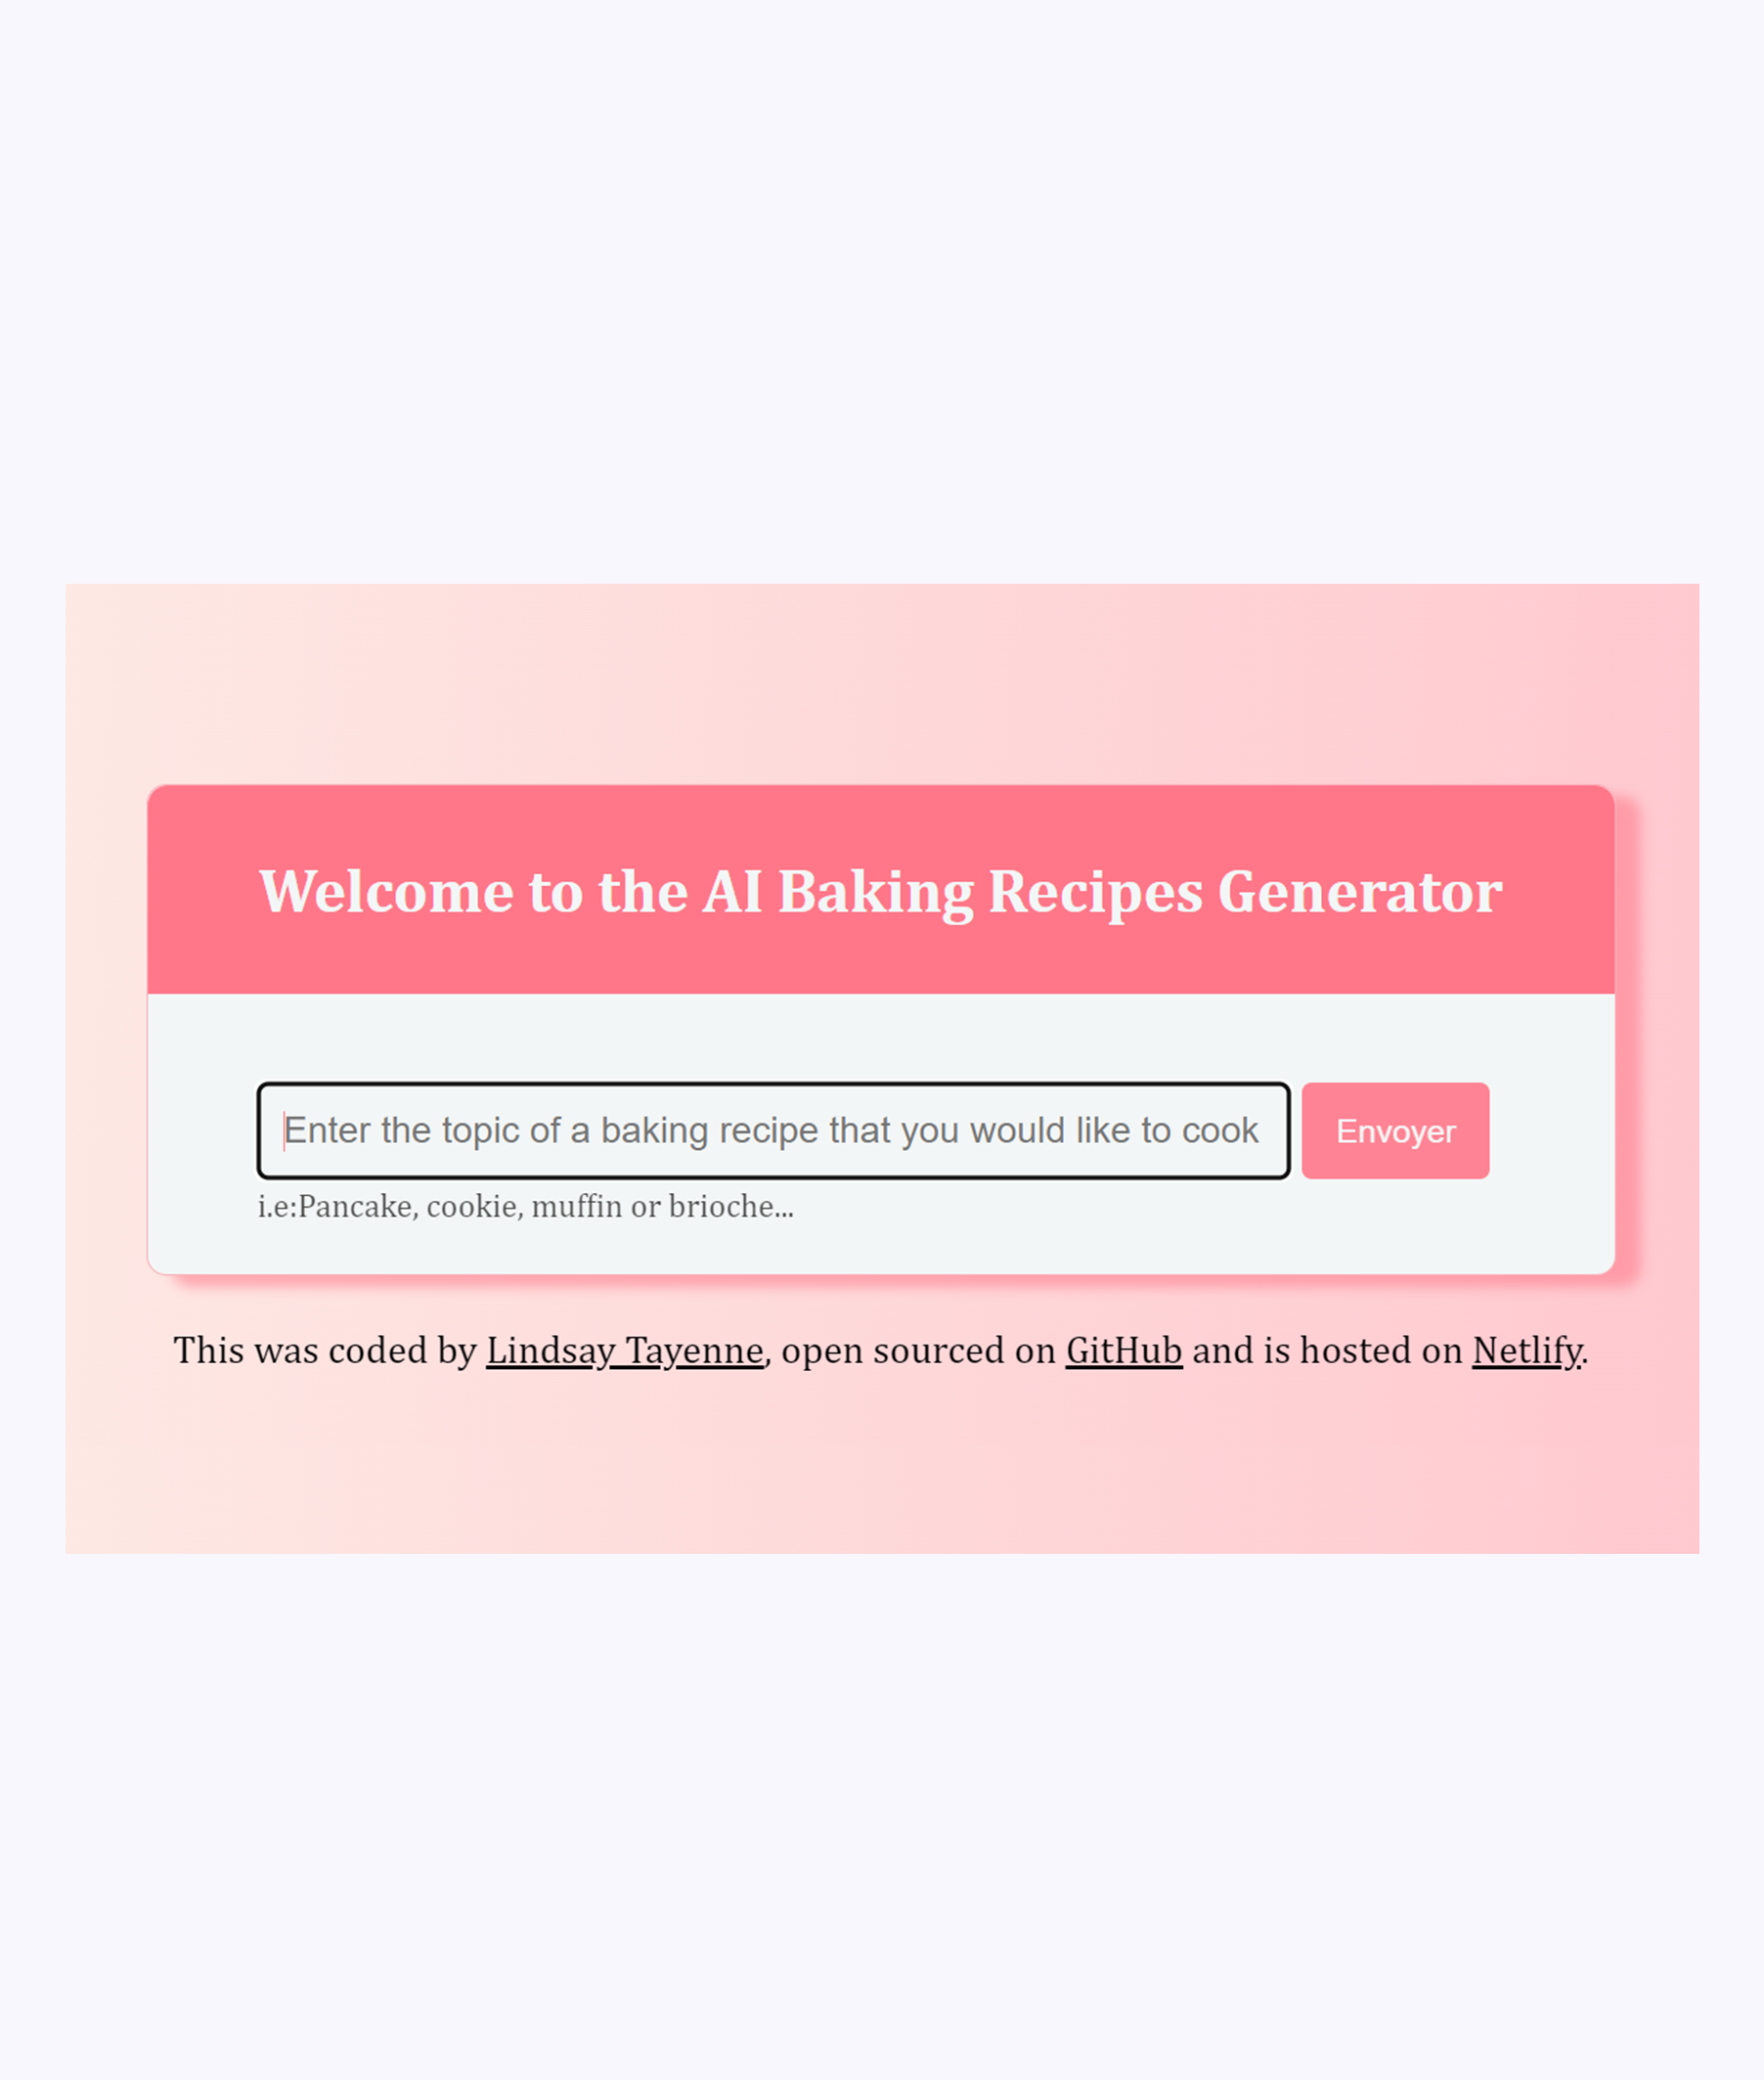 Welcome to the AI Baking Recipes Generator
Enter the topic of a baking recipe that you would like to cook
Envoyer
i.e:Pancake, cookie, muffin or brioche...
This was coded by Lindsay Tayenne, open sourced on GitHub and is hosted on Netlify.